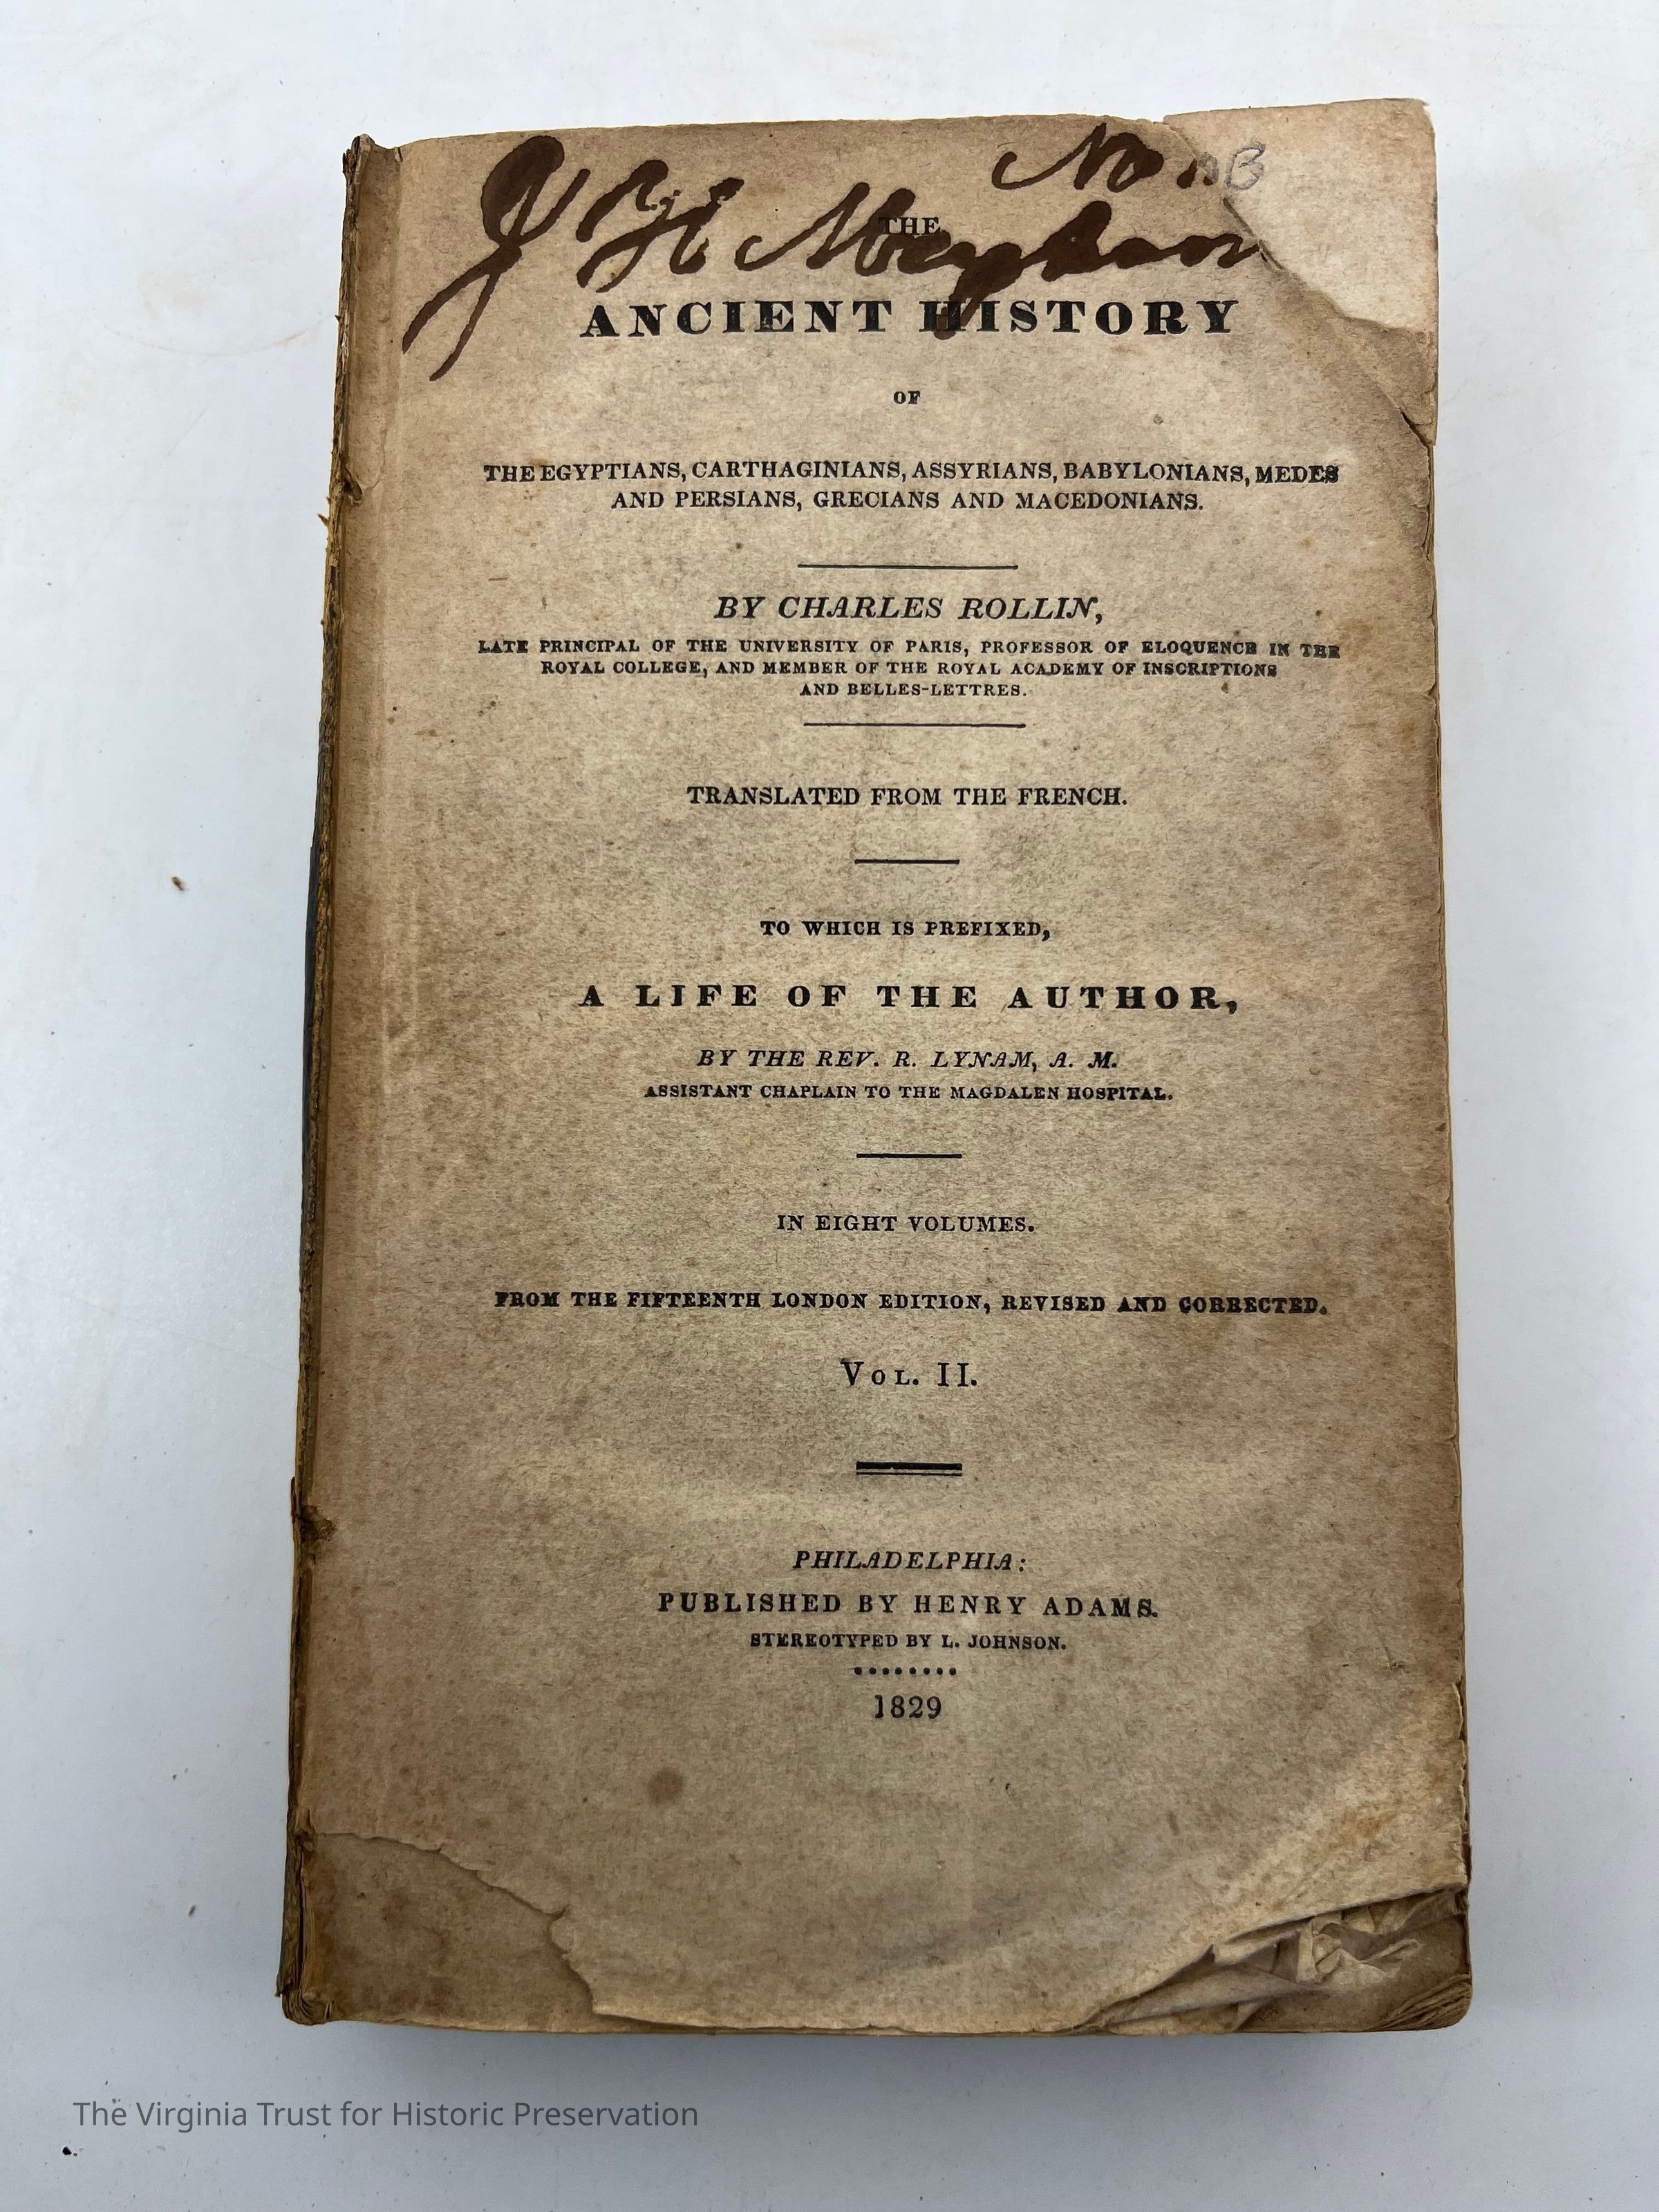 No
J H
THE
ANCIENT HISTORY
OF
THE EGYPTIANS, CARTHAGINIANS, ASSYRIANS, BABYLONIANS, MEDES
AND PERSIANS, GRECIANS AND MACEDONIANS.
BY CHARLES ROLLIN,
LATE PRINCIPAL OF THE UNIVERSITY OF PARIS, PROFESSOR OF ELOQUENCE IN THE
ROYAL COLLEGE, AND MEMBER OF THE ROYAL ACADEMY OF INSCRIPTIONS
AND BELLES-LETTRES.
TRANSLATED FROM THE FRENCH.
TO WHICH IS PREFIXED,
A LIFE OF THE AUTHOR,
BY THE REV. R. LYNAM, A. M.
ASSISTANT CHAPLAIN TO THE MAGDALEN HOSPITAL.
IN EIGHT VOLUMES.
FROM THE FIFTEENTH LONDON EDITION, REVISED AND CORRECTED.
VOL. II.
PHILADELPHIA:
PUBLISHED BY HENRY ADAMS.
STEREOTYPED BY L. JOHNSON.
1829
The Virginia Trust for Historic Preservation